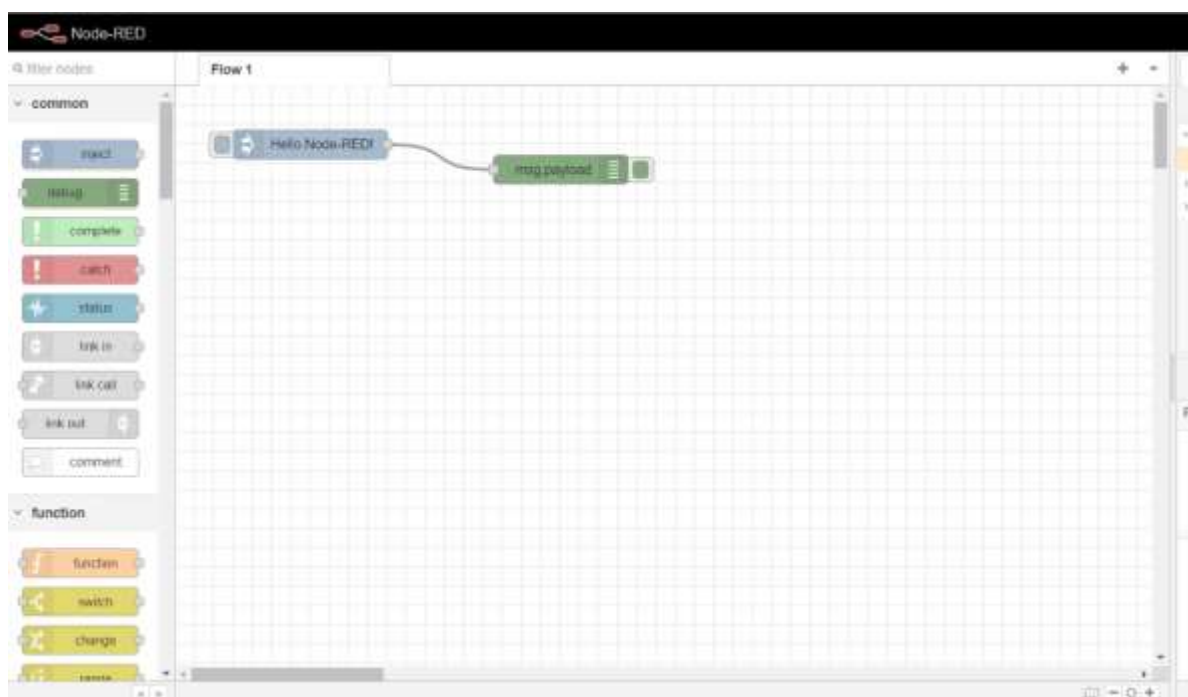 Node-RED
filter nodes
Flow 1
common
inject
debug
complete
catch
status
link in
link call
link out
comment
Hello Node-RED!
msg.payload
function
function
switch
change
range